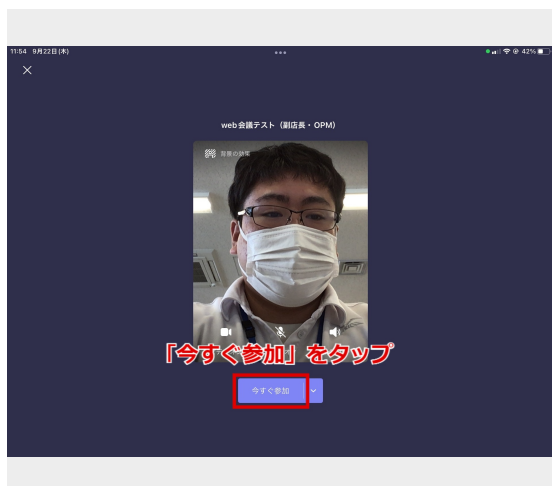 11:54 9月22日(木)
42%
web会議テスト（副店長・OPM）
背景の効果
「今すぐ参加」をタップ
今すぐ参加